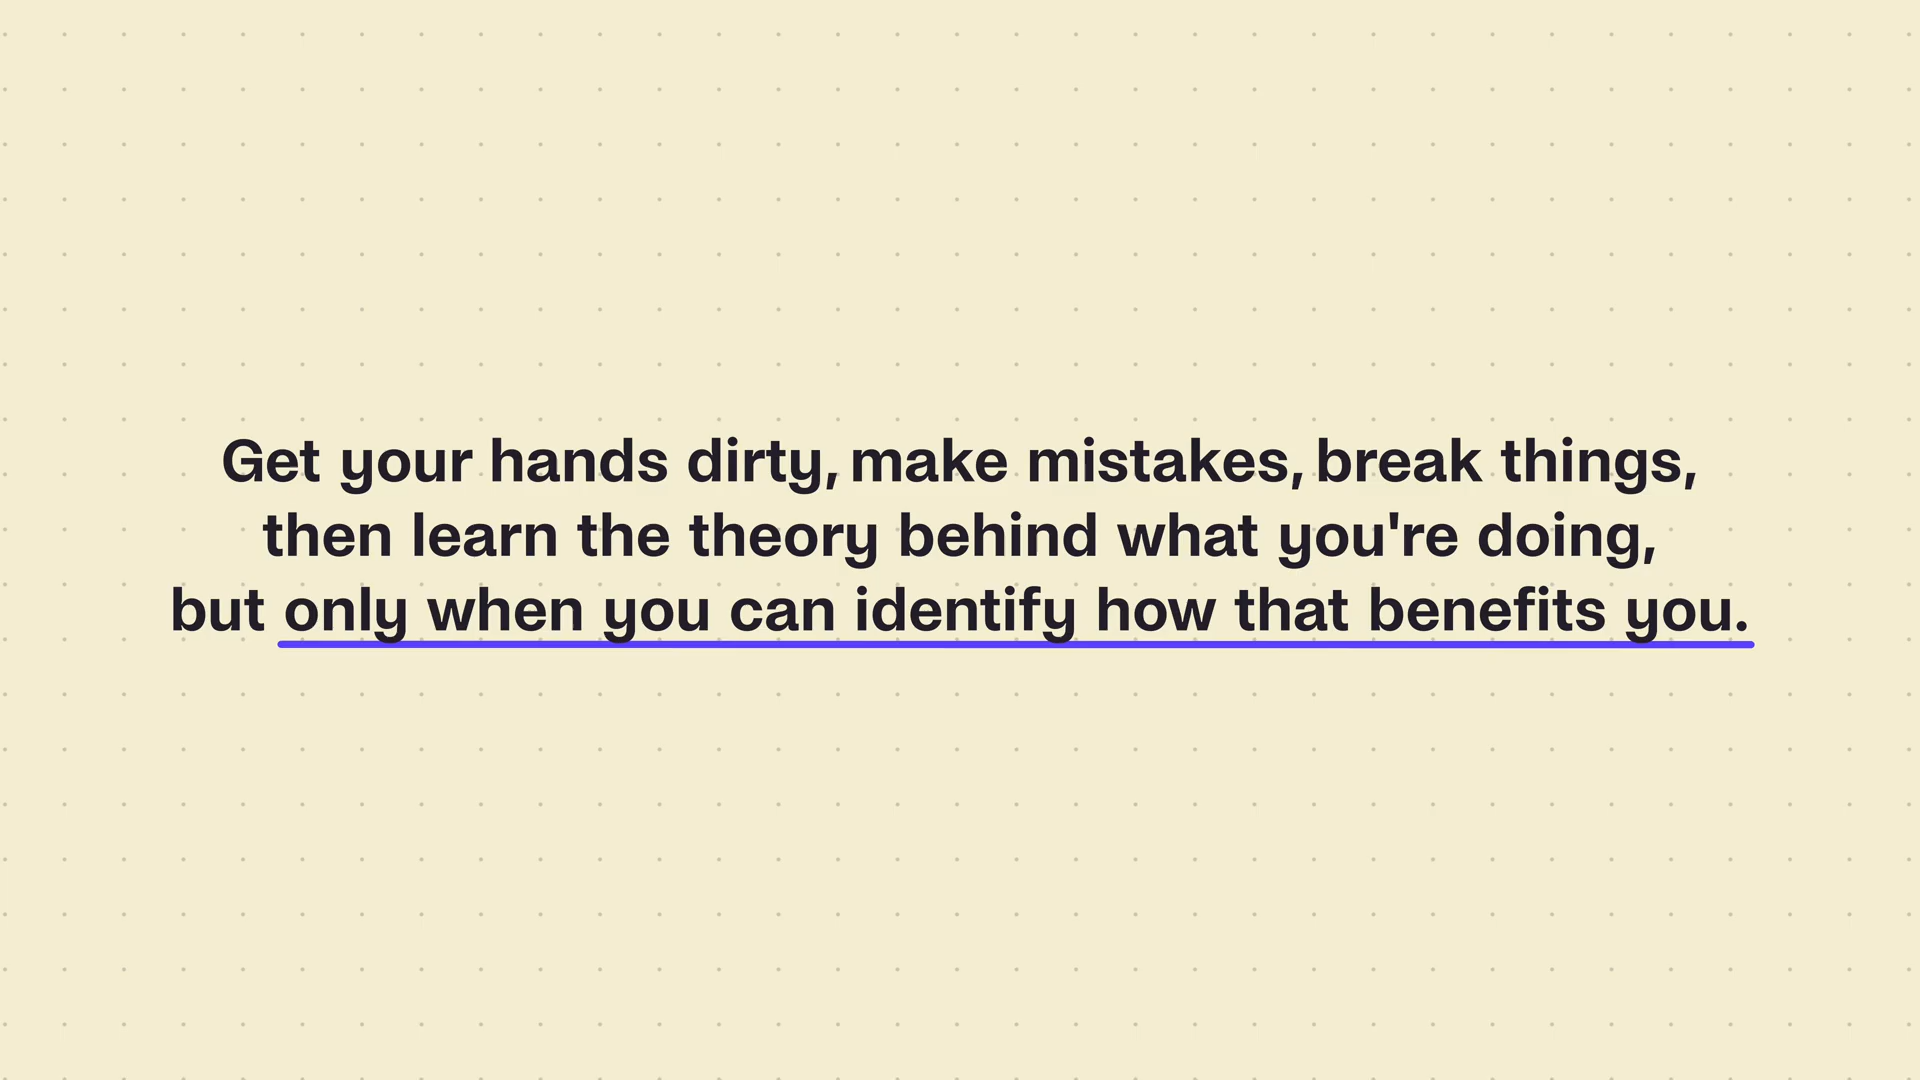 Get your hands dirty, make mistakes, break things,
then learn the theory behind what you're doing,
but only when you can identify how that benefits you.